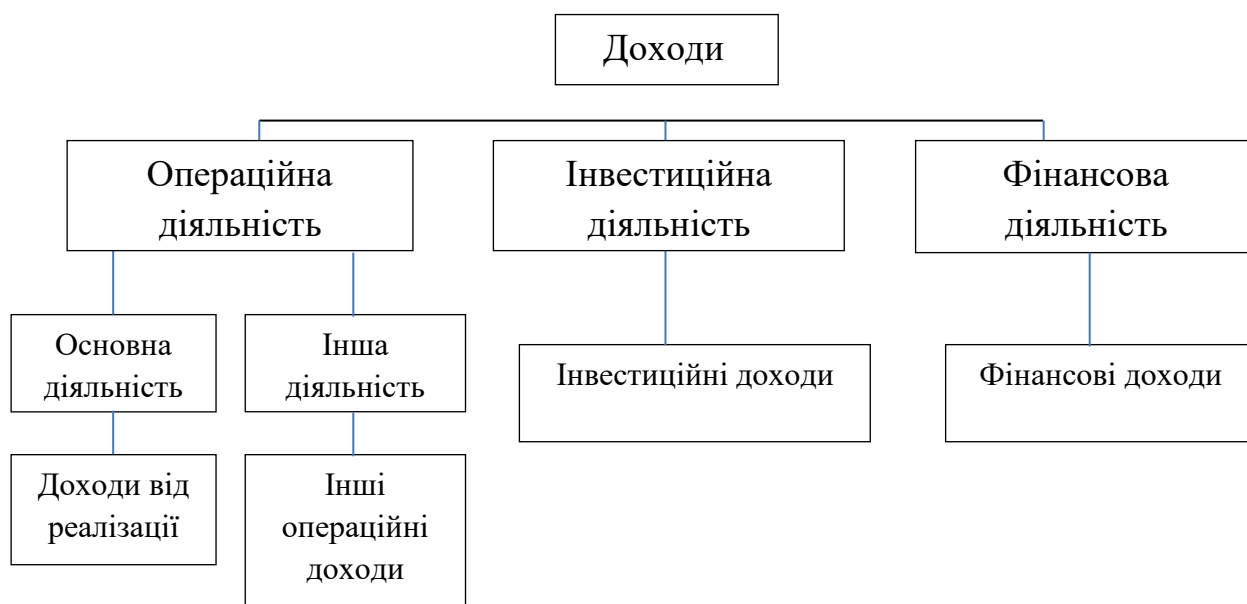 Доходи
Операційна
діяльність
Інвестиційна
діяльність
Фінансова
діяльність
Основна
діяльність
Інша
діяльність
Інвестиційні доходи
Фінансові доходи
Доходи від
реалізації
Інші
операційні
доходи